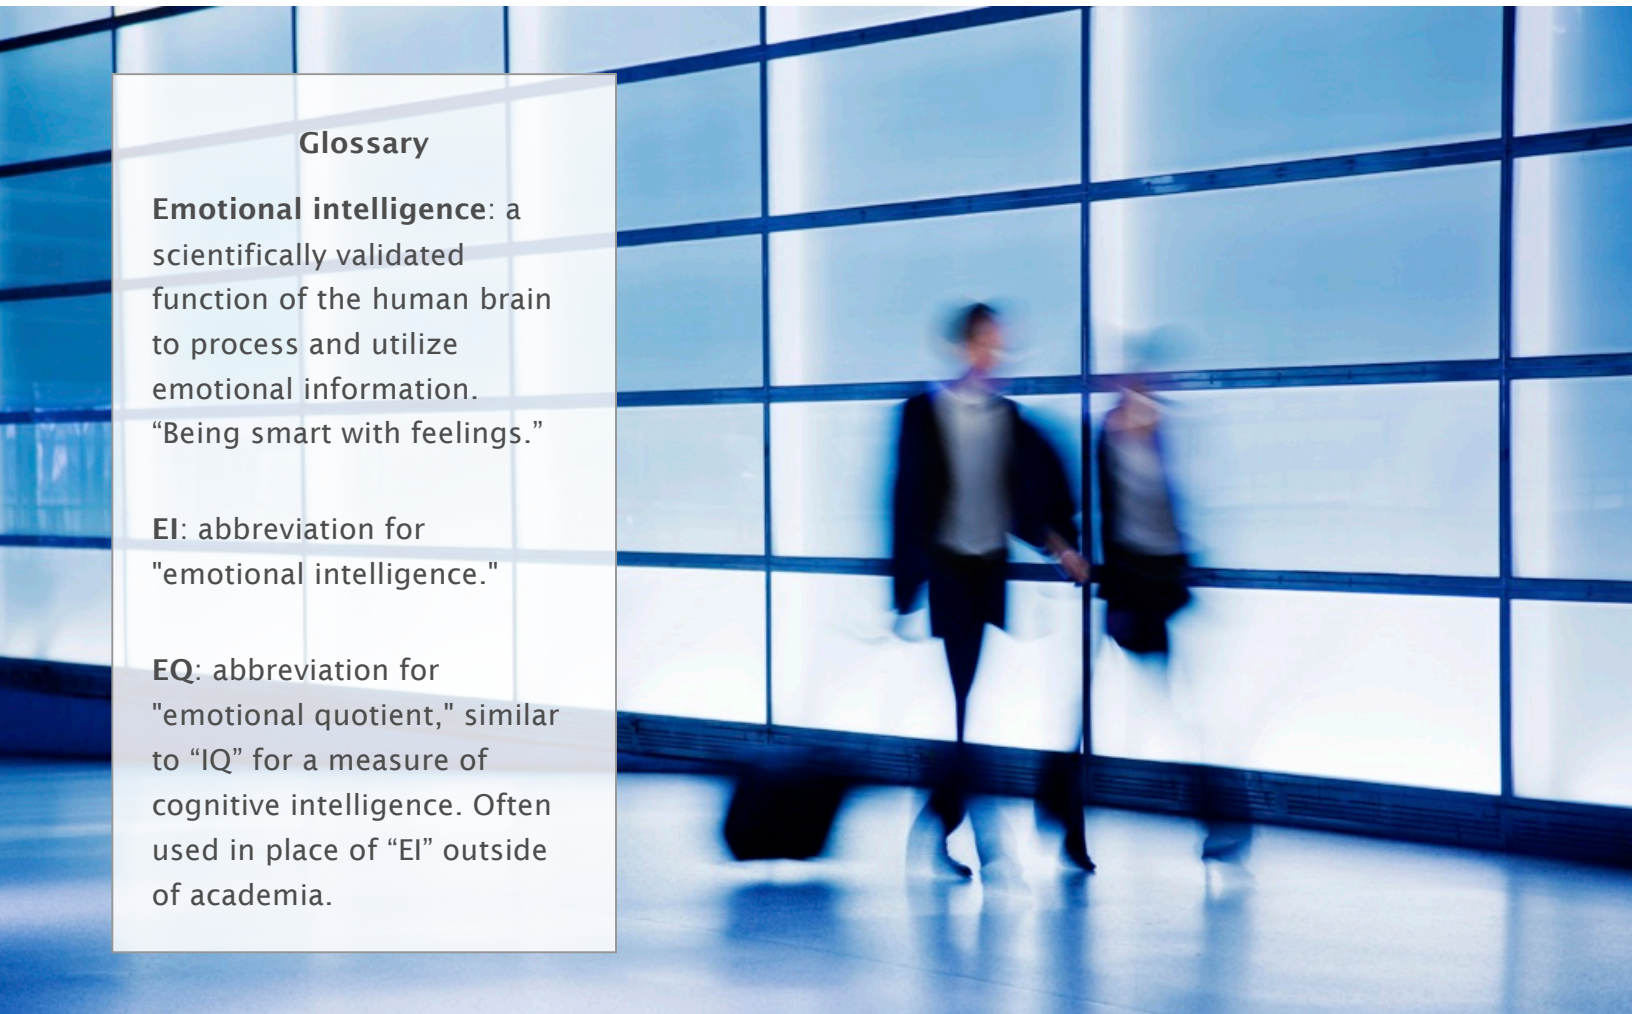 Glossary
Emotional intelligence: a
scientifically validated
function of the human brain
to process and utilize
emotional information.
“Being smart with feelings.”
EI: abbreviation for
"emotional intelligence."
EQ: abbreviation for
"emotional quotient," similar
to “IQ” for a measure of
cognitive intelligence. Often
used in place of “EI” outside
of academia.